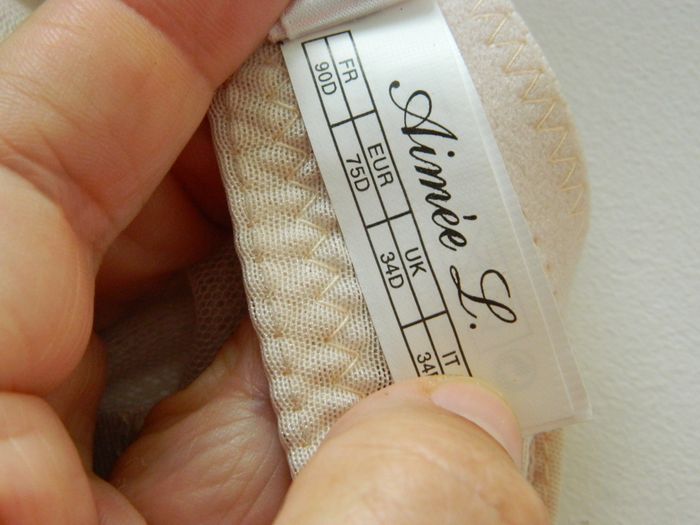 Aimée L.
FR EUR UK IT
90D 75D 34D